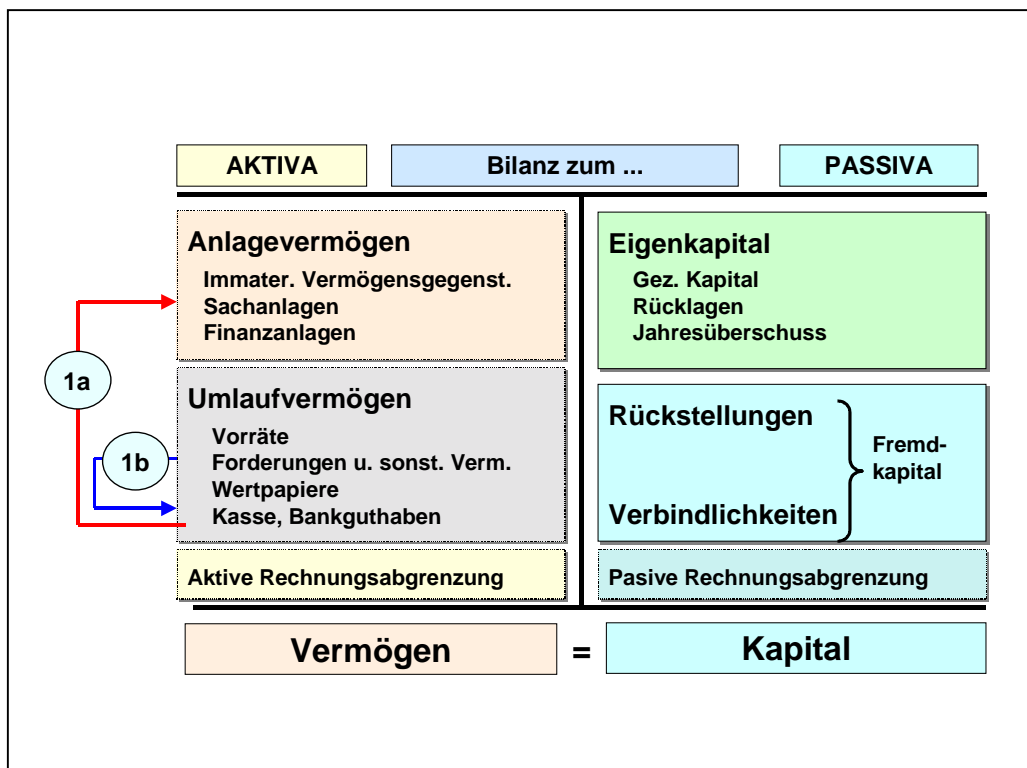 AKTIVA
Bilanz zum ...
PASSIVA
Anlagevermögen
Immater. Vermögensgegenst.
Sachanlagen
Finanzanlagen
Eigenkapital
Gez. Kapital
Rücklagen
Jahresüberschuss
1a
1b
Umlaufvermögen
Vorräte
Forderungen u. sonst. Verm.
Wertpapiere
Kasse, Bankguthaben
Rückstellungen
Verbindlichkeiten
Fremd-
kapital
Aktive Rechnungsabgrenzung
Pasive Rechnungsabgrenzung
Vermögen
=
Kapital